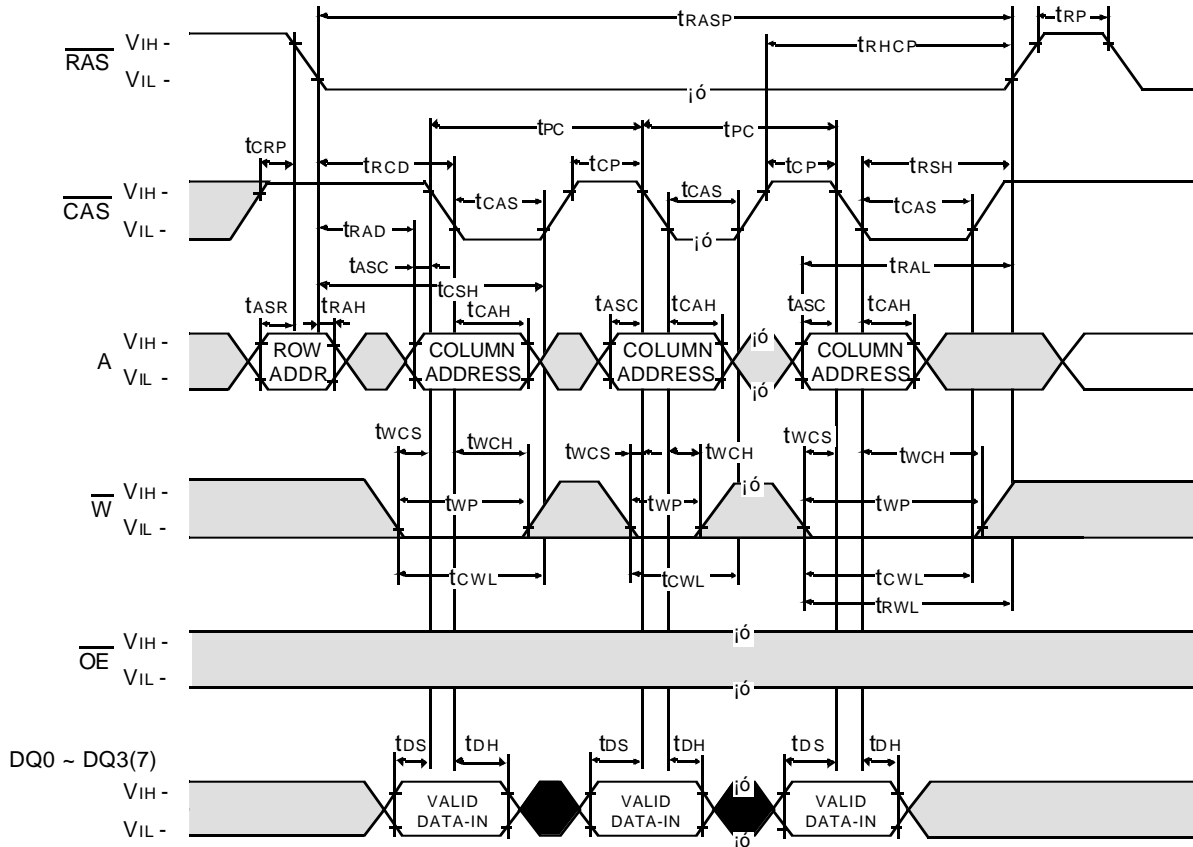 tRASP tRP
VIH -
RAS
tRHCP
VIL -
¡ó
tPC tPC
tCRP tRCD tCP tCP tRSH
VIH -
CAS
tCAS tCAS tCAS
VIL -
¡ó
tRAD
tASC tCSH tRAL
tASR tRAH tCAH tASC tCAH tASC tCAH
VIH -
A
VIL -
¡ó
ROW
ADDR
COLUMN
ADDRESS
COLUMN
ADDRESS
COLUMN
ADDRESS
¡ó
tWCS tWCH tWCS tWCH tWCS tWCH
VIH -
W
¡ó
VIL -
tWP tWP tWP
tCWL tCWL tCWL
tRWL
VIH -
¡ó
OE
VIL -
¡ó
tDS tDH tDS tDH tDS tDH
DQ0 ~ DQ3(7)
VIH -
¡ó
VIL -
VALID
DATA-IN
VALID
DATA-IN
VALID
DATA-IN
¡ó